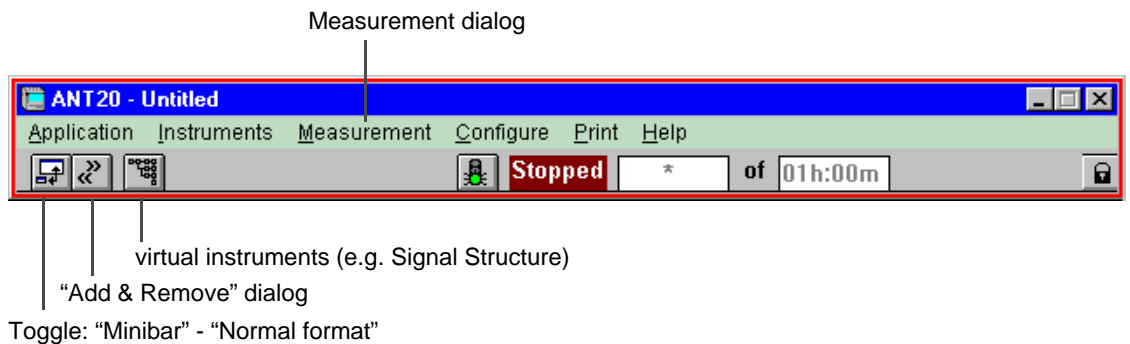 Measurement dialog
ANT20 - Untitled
Application Instruments Measurement Configure Print Help
Stopped * of 01h:00m
virtual instruments (e.g. Signal Structure)
“Add & Remove” dialog
Toggle: “Minibar” - “Normal format”